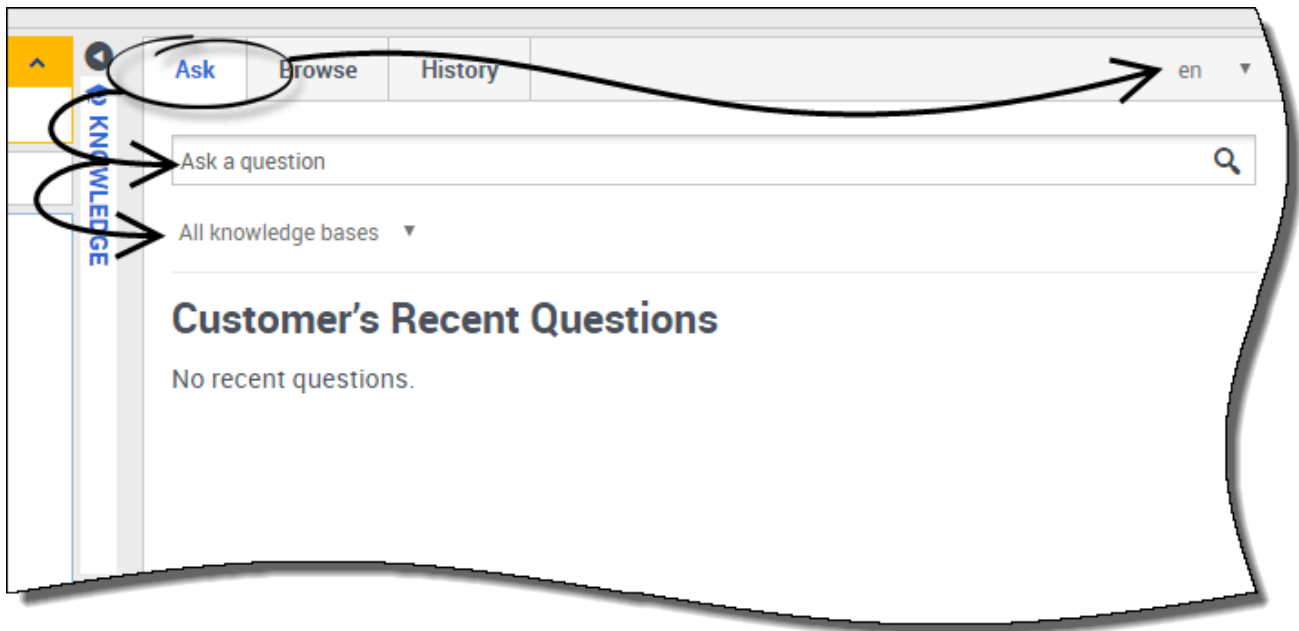 Ask Browse History en
KNOWLEDGE
Ask a question
All knowledge bases
Customer's Recent Questions
No recent questions.